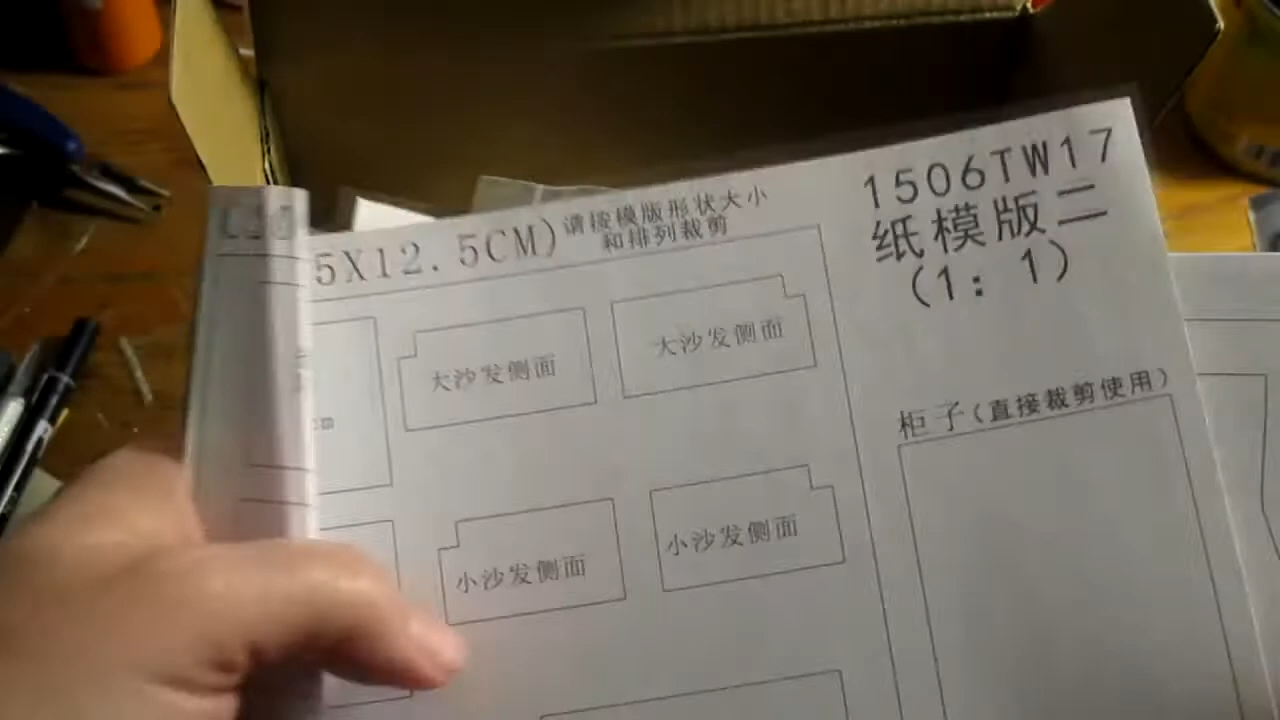 5X12.5CM)请按模版形状大小
和排列裁剪
1506TW17
纸模版二
(1:1)
大沙发侧面
大沙发侧面
柜子(直接裁剪使用)
小沙发侧面
小沙发侧面